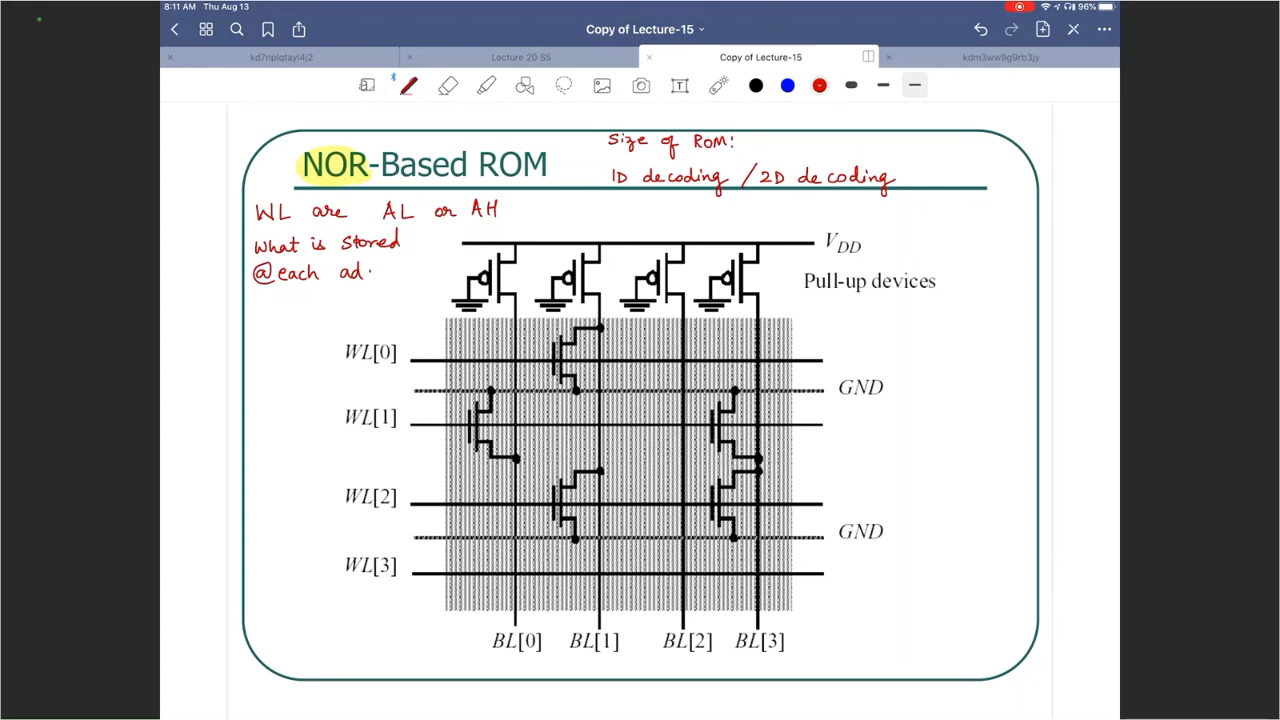 8:11 AM Thu Aug 13
96%
Copy of Lecture-15
kd7nplqtayl4j2
Lecture 20 SS
Copy of Lecture-15
kdm3ww9g9rb3jy
T
Size of ROM:
NOR-Based ROM
1D decoding / 2D decoding
WL are AL or AH
what is stored
@each ad.
VDD
Pull-up devices
WL[0]
GND
WL[1]
WL[2]
GND
WL[3]
BL[0] BL[1] BL[2] BL[3]